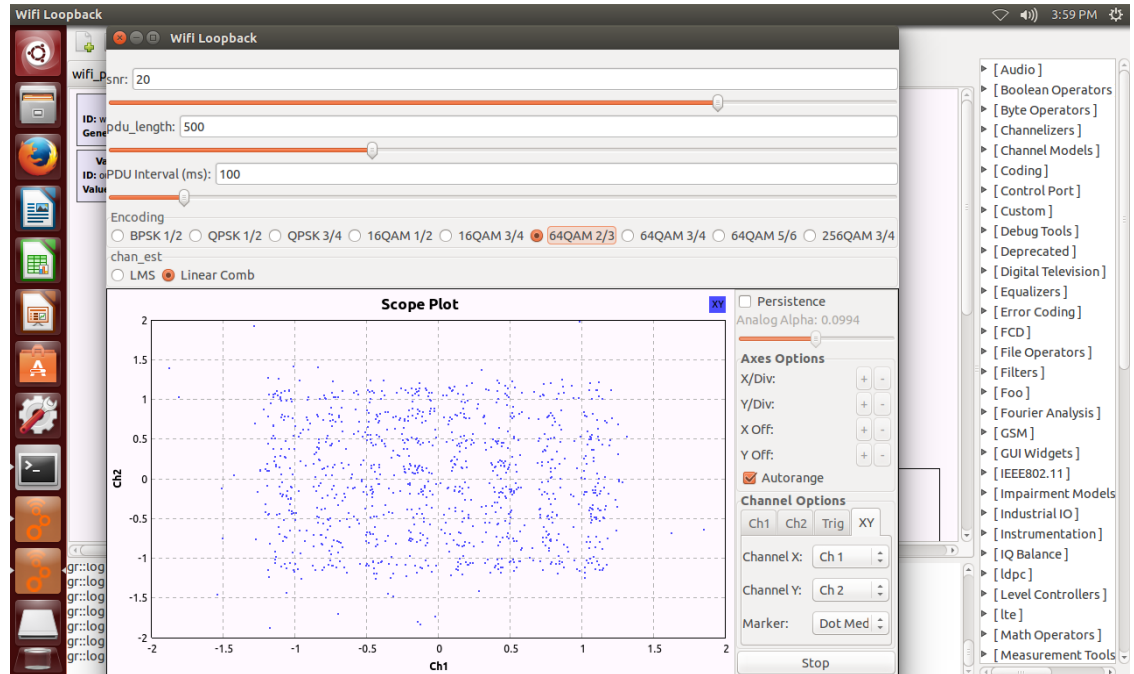 Wifi Loopback
3:59 PM
Wifi Loopback
wifi_p
ID: w
Gene
Va
ID: o
Value
snr: 20
pdu_length: 500
PDU Interval (ms): 100
Encoding
BPSK 1/2 QPSK 1/2 QPSK 3/4 16QAM 1/2 16QAM 3/4 64QAM 2/3 64QAM 3/4 64QAM 5/6 256QAM 3/4
chan_est
LMS Linear Comb
Scope Plot
XY
2
1.5
1
0.5
0
-0.5
-1
-1.5
-2
Ch2
-2 -1.5 -1 -0.5 0 0.5 1 1.5 2
Ch1
Persistence
Analog Alpha: 0.0994
Axes Options
X/Div: + -
Y/Div: + -
X Off: + -
Y Off: + -
Autorange
Channel Options
Ch1 Ch2 Trig XY
Channel X: Ch 1
Channel Y: Ch 2
Marker: Dot Med
Stop
gr::log
gr::log
gr::log
gr::log
gr::log
gr::log
gr::log
[ Audio ]
[ Boolean Operators
[ Byte Operators ]
[ Channelizers ]
[ Channel Models ]
[ Coding ]
[ Control Port ]
[ Custom ]
[ Debug Tools ]
[ Deprecated ]
[ Digital Television ]
[ Equalizers ]
[ Error Coding ]
[ FCD ]
[ File Operators ]
[ Filters ]
[ Foo ]
[ Fourier Analysis ]
[ GSM ]
[ GUI Widgets ]
[ IEEE802.11 ]
[ Impairment Models
[ Industrial IO ]
[ Instrumentation ]
[ IQ Balance ]
[ ldpc ]
[ Level Controllers ]
[ lte ]
[ Math Operators ]
[ Measurement Tools